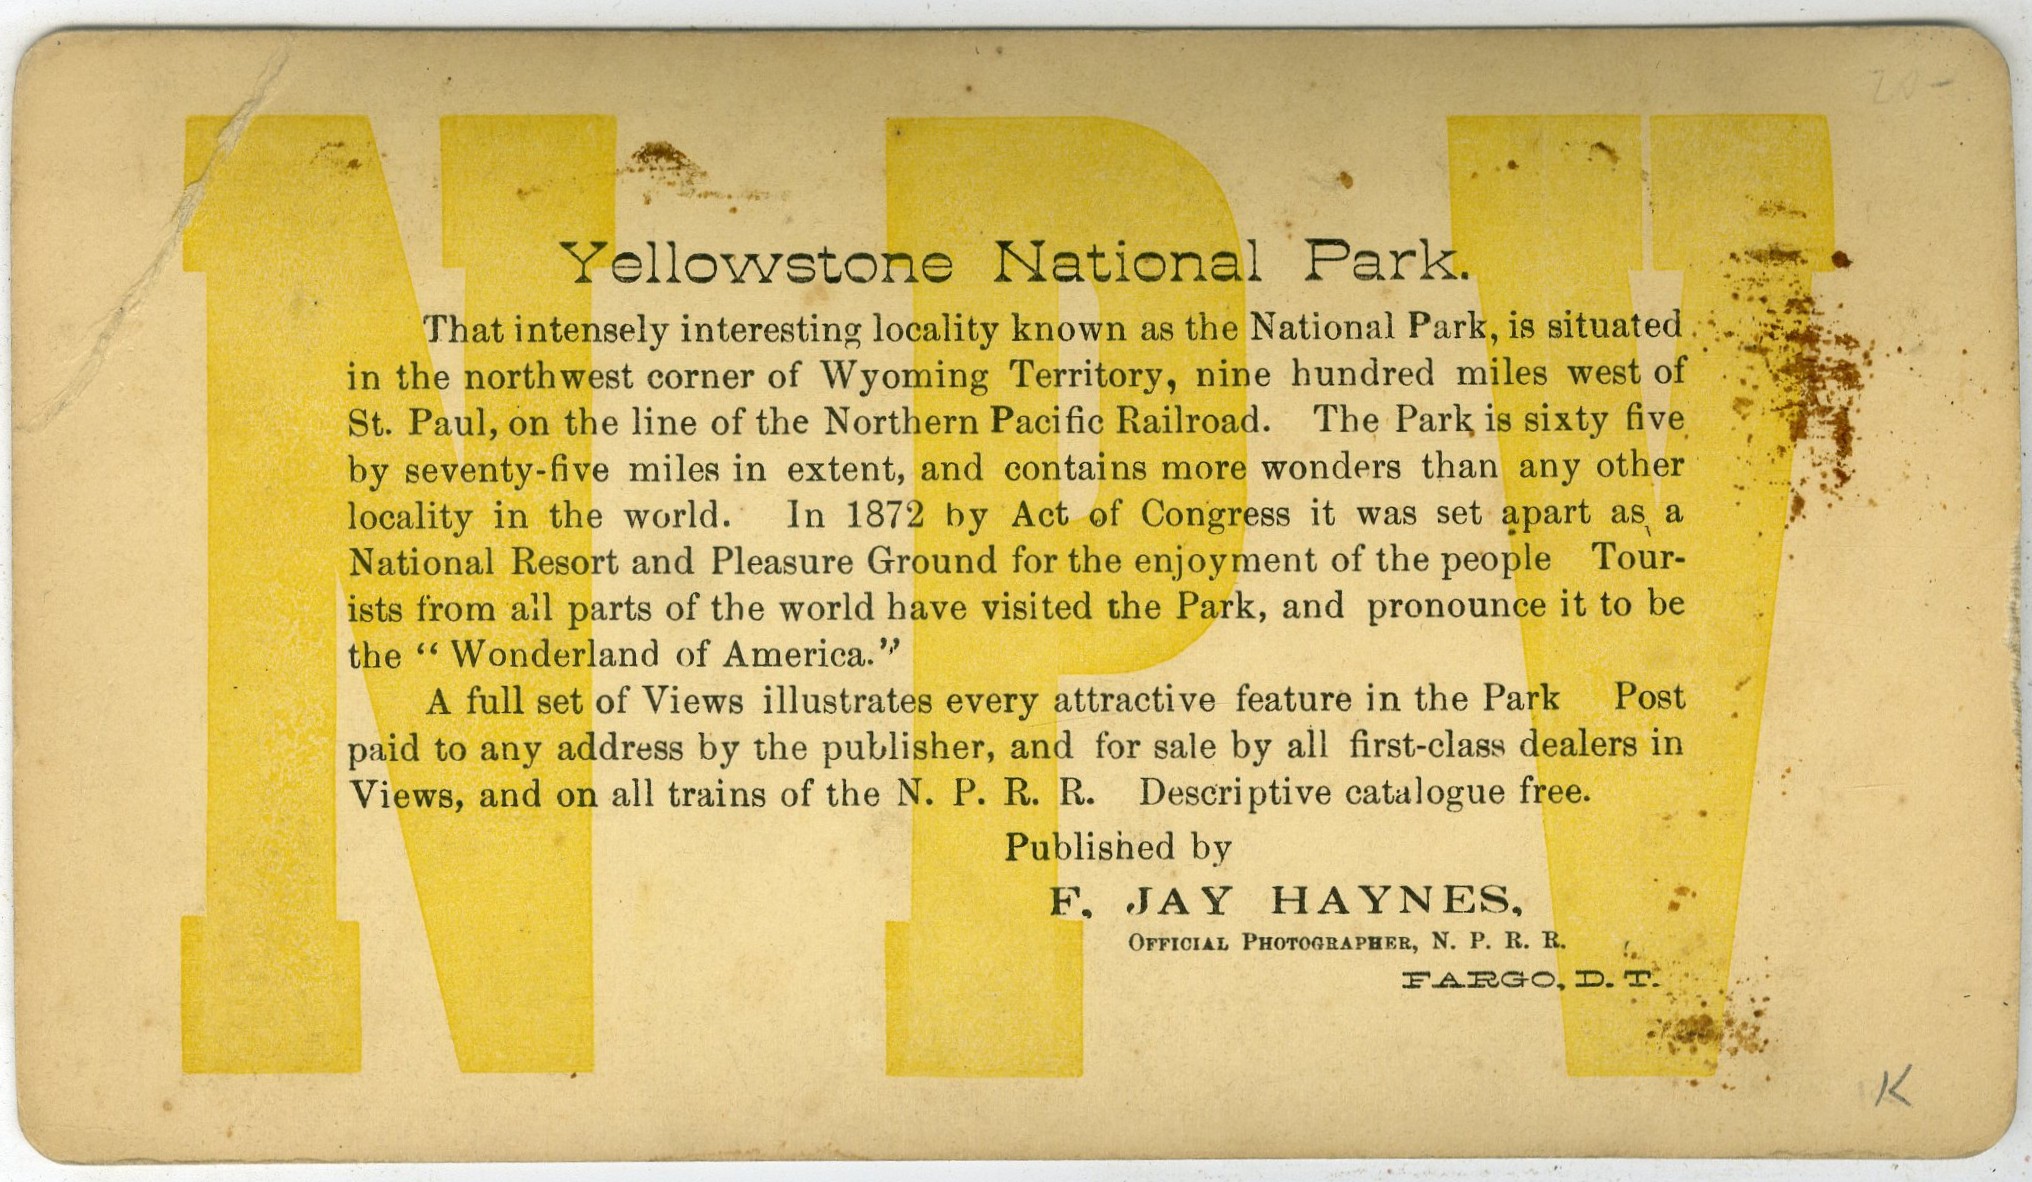 20-
N P V
Yellowstone National Park.
That intensely interesting locality known as the National Park, is situated
in the northwest corner of Wyoming Territory, nine hundred miles west of
St. Paul, on the line of the Northern Pacific Railroad. The Park is sixty five
by seventy-five miles in extent, and contains more wonders than any other
locality in the world. In 1872 by Act of Congress it was set apart as a
National Resort and Pleasure Ground for the enjoyment of the people Tour-
ists from all parts of the world have visited the Park, and pronounce it to be
the “ Wonderland of America.”
A full set of Views illustrates every attractive feature in the Park Post
paid to any address by the publisher, and for sale by all first-class dealers in
Views, and on all trains of the N. P. R. R. Descriptive catalogue free.
Published by
F. JAY HAYNES,
OFFICIAL PHOTOGRAPHER, N. P. R. R.
FARGO, D. T.
K